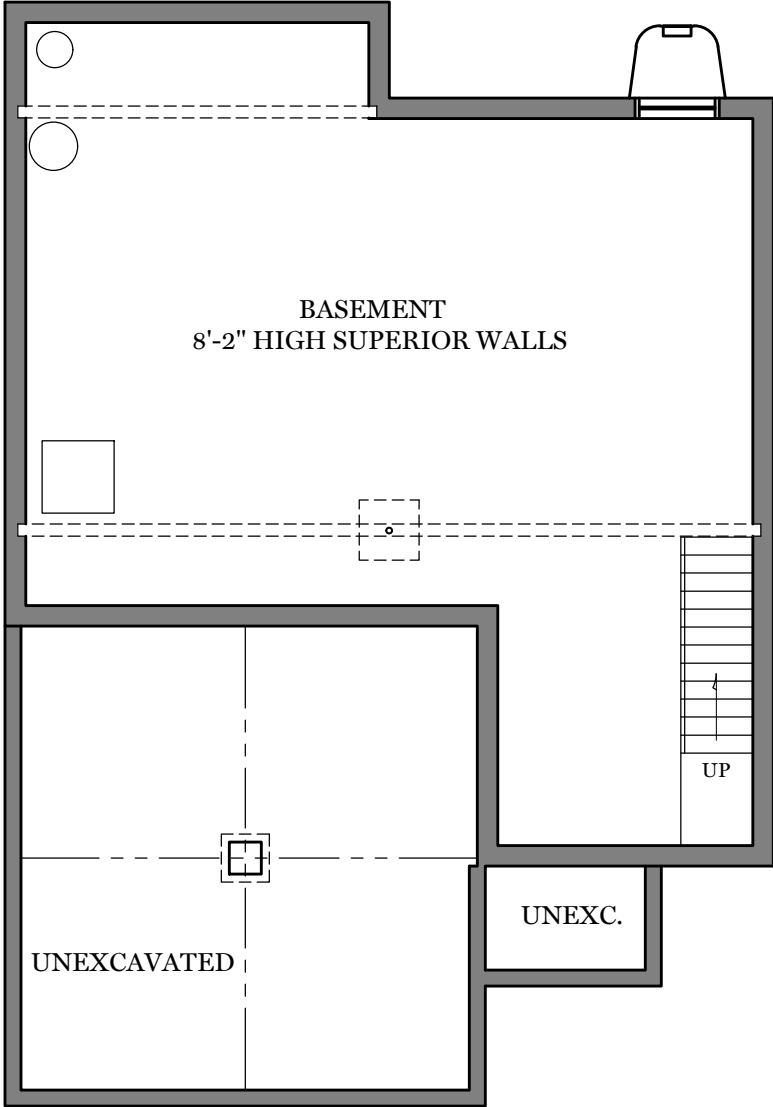 BASEMENT
8'-2" HIGH SUPERIOR WALLS
UP
UNEXC.
UNEXCAVATED